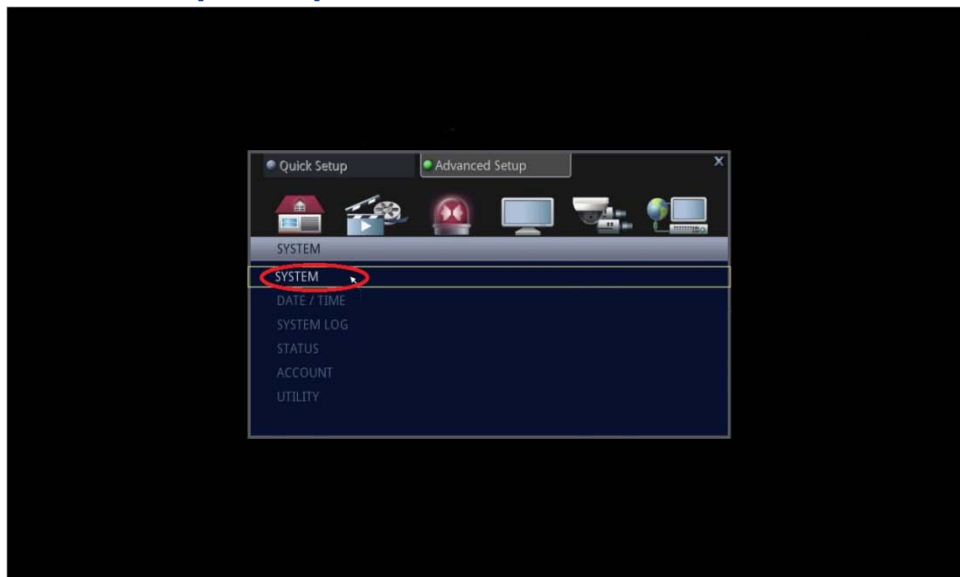 Quick Setup
Advanced Setup
X
SYSTEM
SYSTEM
DATE / TIME
SYSTEM LOG
STATUS
ACCOUNT
UTILITY